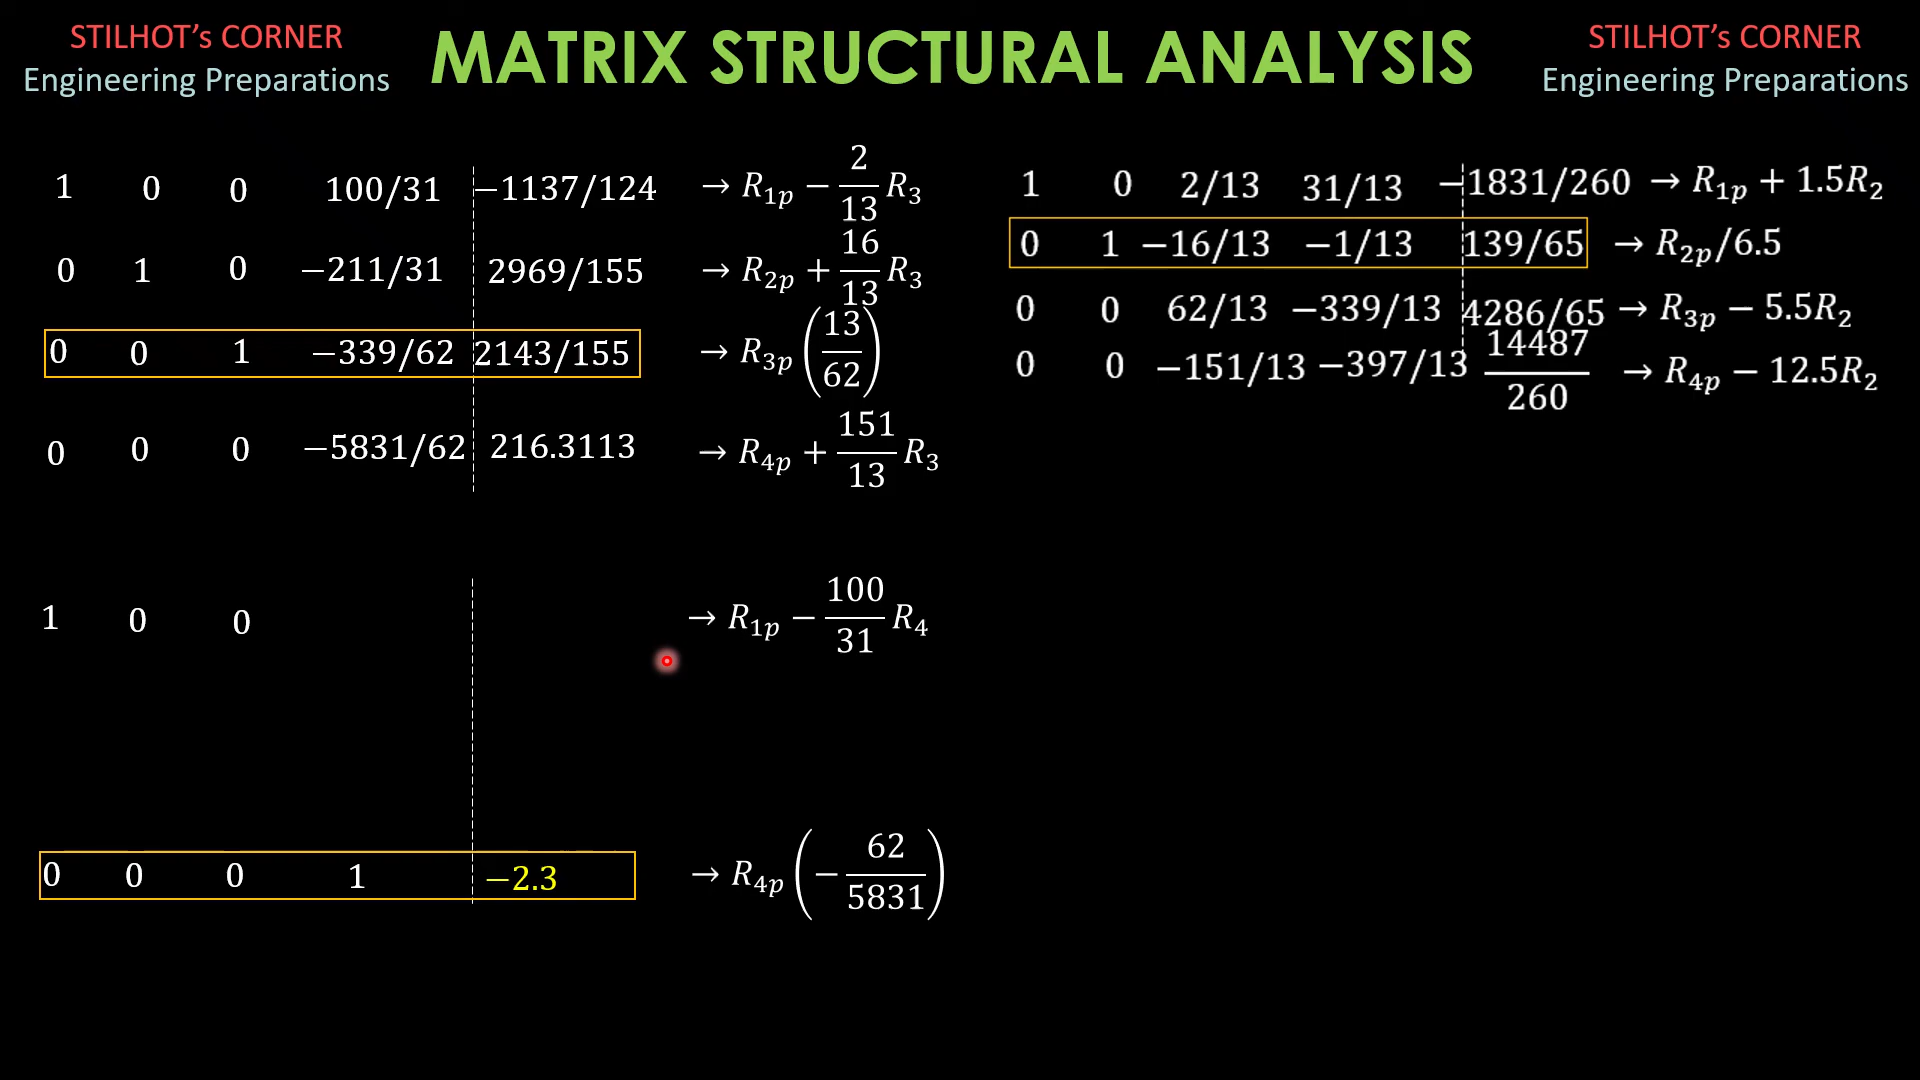 STILHOT’s CORNER
Engineering Preparations
MATRIX STRUCTURAL ANALYSIS
STILHOT’s CORNER
Engineering Preparations
1 0 0 100/31 −1137/124 → R₁ₚ − 2/13 R₃
0 1 0 −211/31 2969/155 → R₂ₚ + 16/13 R₃
0 0 1 −339/62 2143/155 → R₃ₚ (13/62)
0 0 0 −5831/62 216.3113 → R₄ₚ + 151/13 R₃
1 0 0 → R₁ₚ − 100/31 R₄
0 0 0 1 −2.3 → R₄ₚ (−62/5831)
1 0 2/13 31/13 −1831/260 → R₁ₚ + 1.5R₂
0 1 −16/13 −1/13 139/65 → R₂ₚ/6.5
0 0 62/13 −339/13 4286/65 → R₃ₚ − 5.5R₂
0 0 −151/13 −397/13 14487/260 → R₄ₚ − 12.5R₂